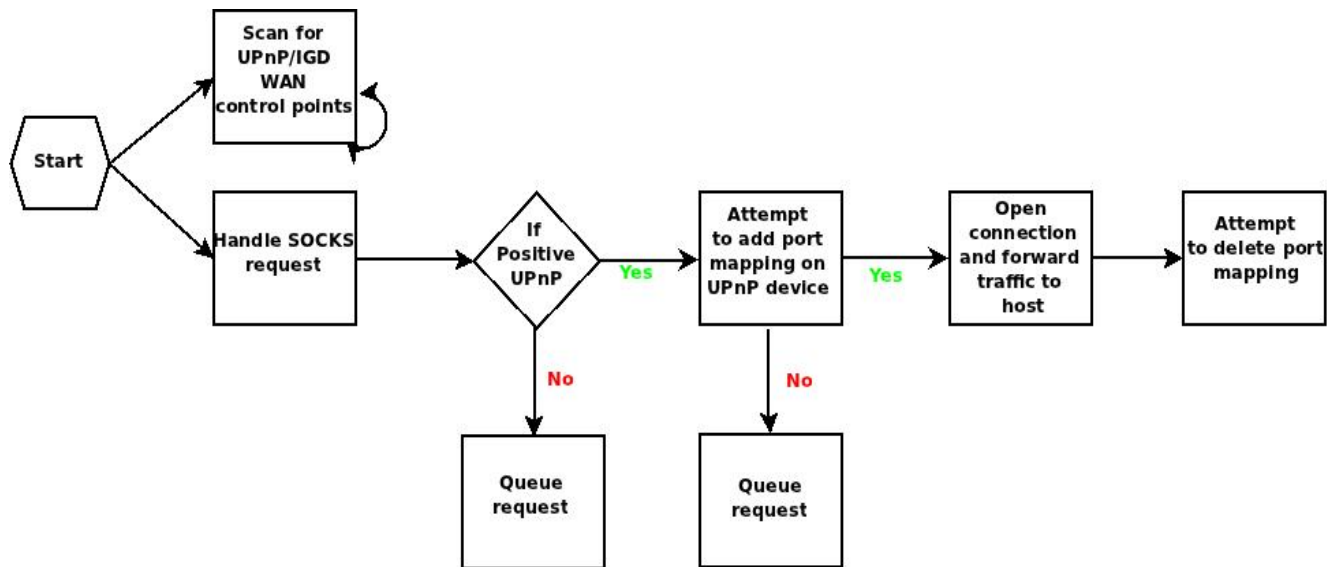 Scan for
UPnP/IGD
WAN
control points
Start
Handle SOCKS
request
If
Positive
UPnP
Yes
Attempt
to add port
mapping on
UPnP device
Yes
Open
connection
and forward
traffic to
host
Attempt
to delete port
mapping
No
No
Queue
request
Queue
request